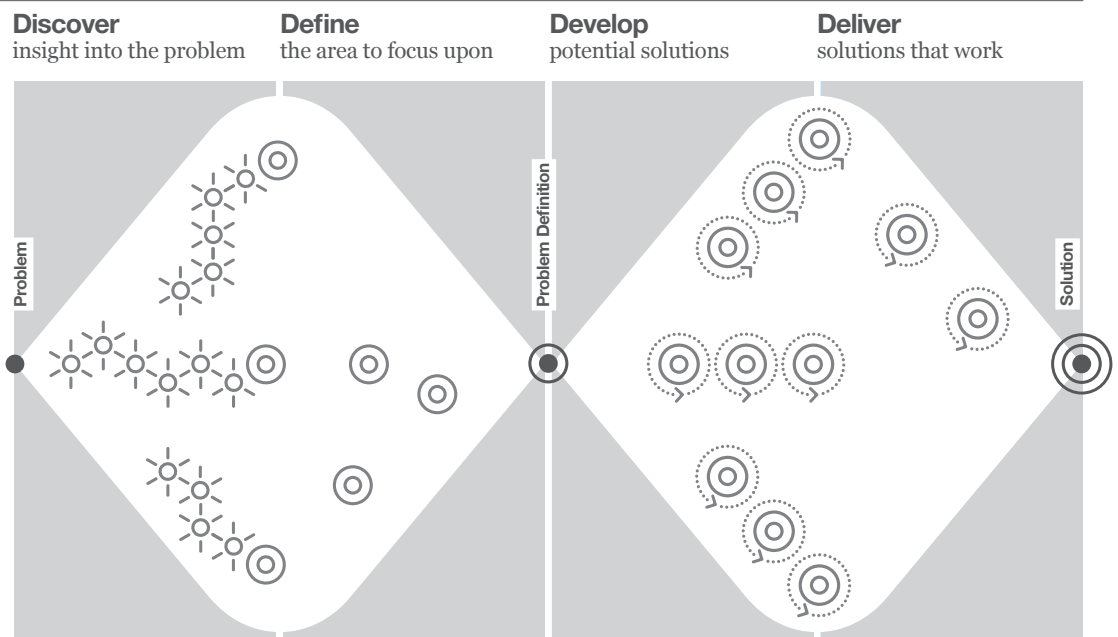 Discover
insight into the problem
Define
the area to focus upon
Develop
potential solutions
Deliver
solutions that work
Problem
Problem Definition
Solution